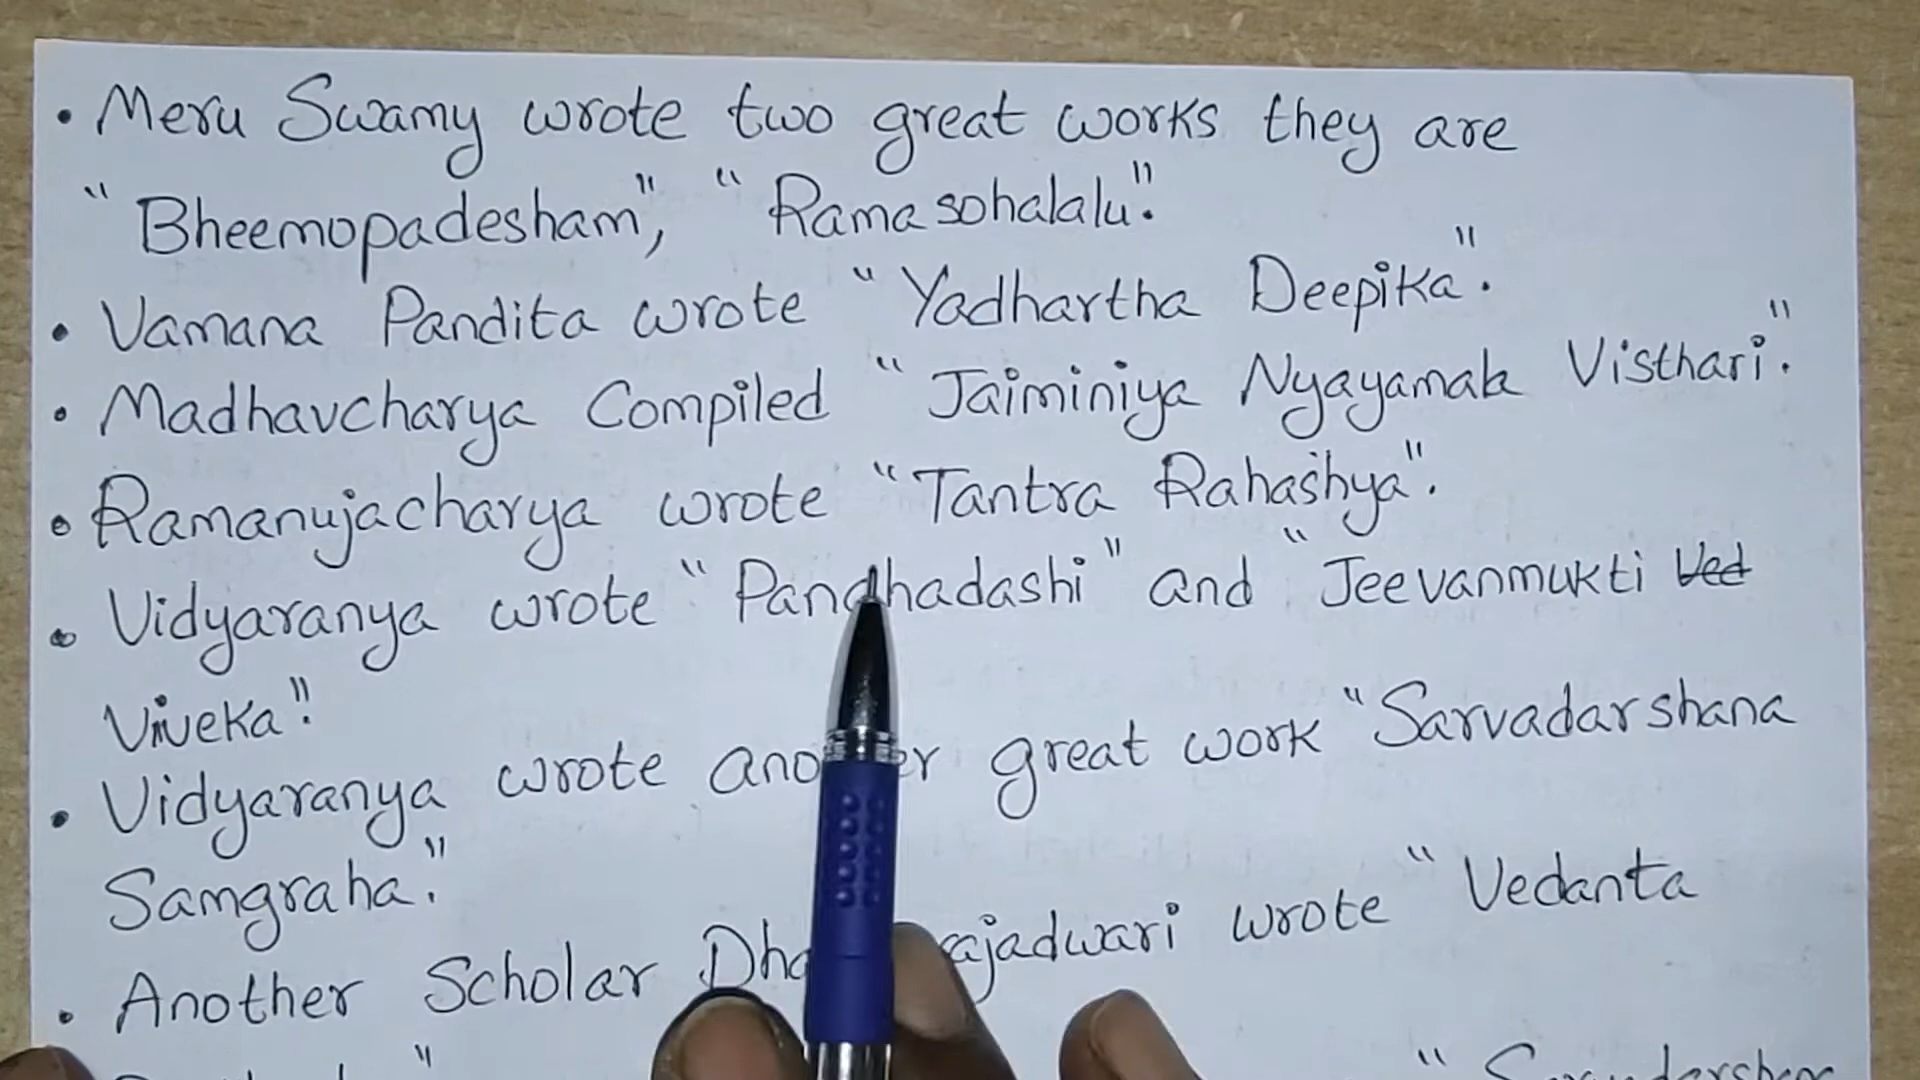 • Meru Swamy wrote two great works they are
"Bheemopadesham", "Ramasohalalu".
• Vamana Pandita wrote "Yadhartha Deepika".
• Madhavcharya Compiled "Jaiminiya Nyayamala Visthari".
• Ramanujacharya wrote "Tantra Rahashya".
• Vidyaranya wrote "Pandhadashi" and "Jeevanmukti Ved
Viveka".
• Vidyaranya wrote great work "Sarvadarshana
Samgraha."
• Another Scholar wrote "Vedanta